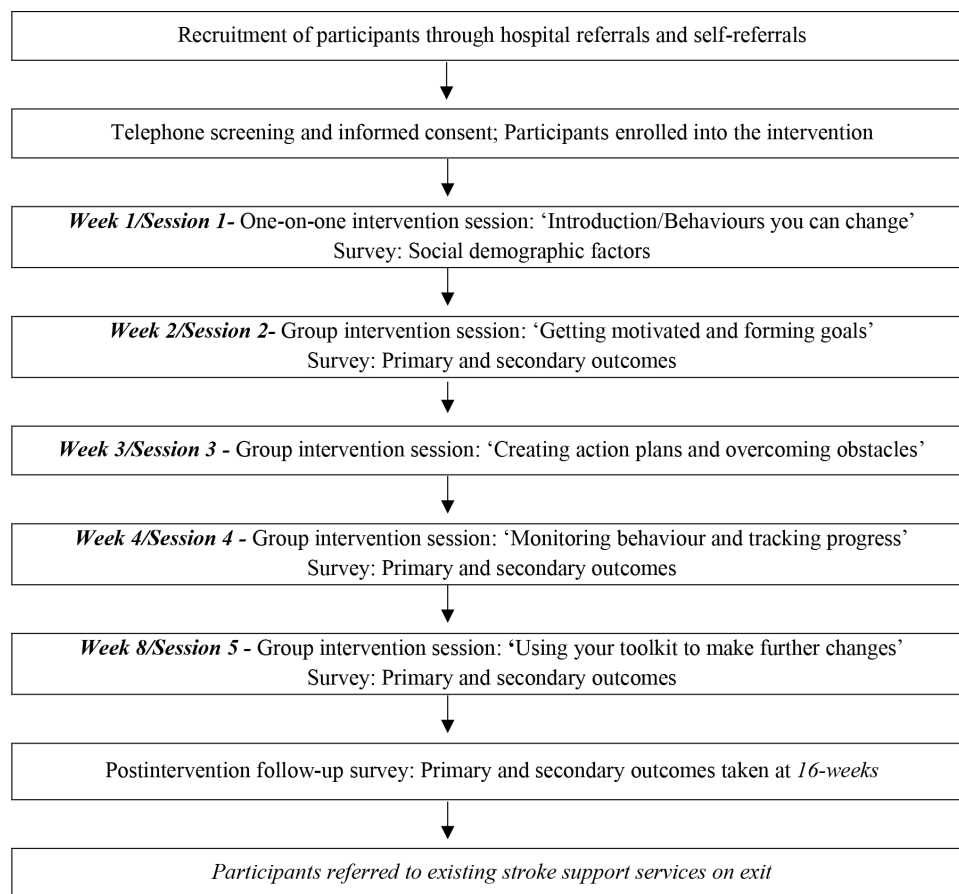 Recruitment of participants through hospital referrals and self-referrals
Telephone screening and informed consent; Participants enrolled into the intervention
Week 1/Session 1- One-on-one intervention session: ‘Introduction/Behaviours you can change’
Survey: Social demographic factors
Week 2/Session 2- Group intervention session: ‘Getting motivated and forming goals’
Survey: Primary and secondary outcomes
Week 3/Session 3 - Group intervention session: ‘Creating action plans and overcoming obstacles’
Week 4/Session 4 - Group intervention session: ‘Monitoring behaviour and tracking progress’
Survey: Primary and secondary outcomes
Week 8/Session 5 - Group intervention session: ‘Using your toolkit to make further changes’
Survey: Primary and secondary outcomes
Postintervention follow-up survey: Primary and secondary outcomes taken at 16-weeks
Participants referred to existing stroke support services on exit